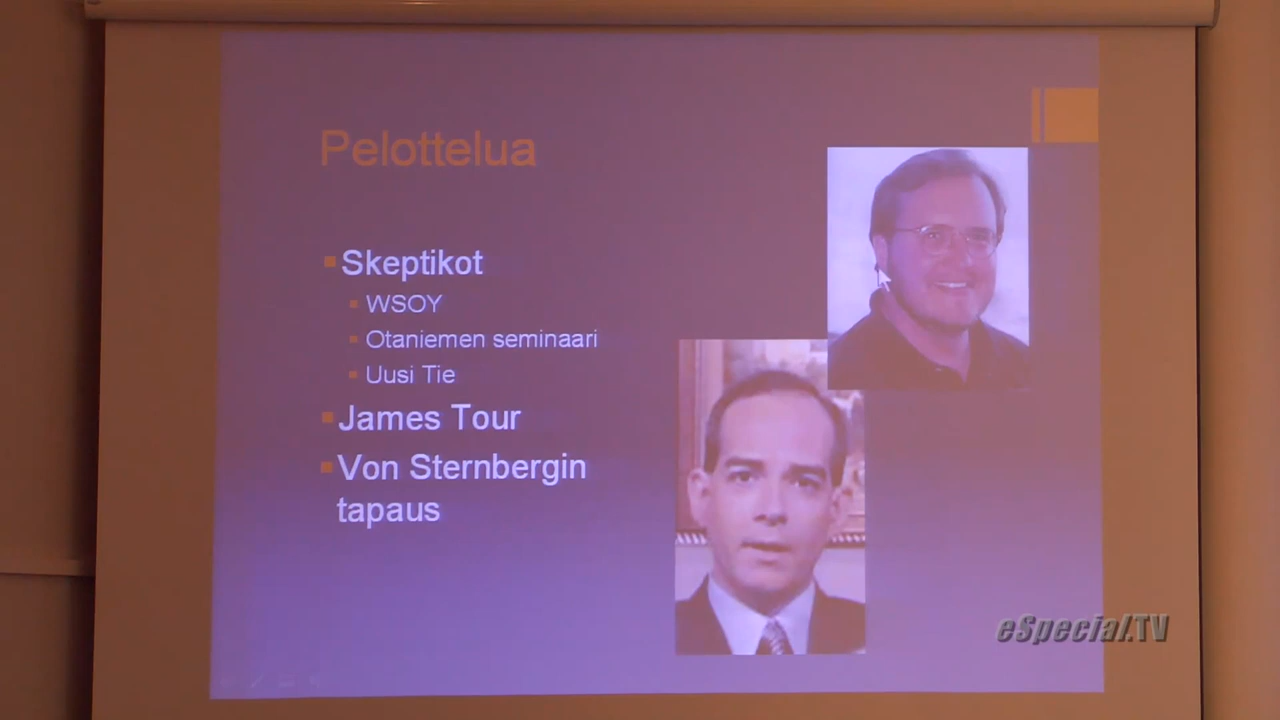 Pelottelua
Skeptikot
WSOY
Otaniemen seminaari
Uusi Tie
James Tour
Von Sternbergin
tapaus
eSpecial.TV